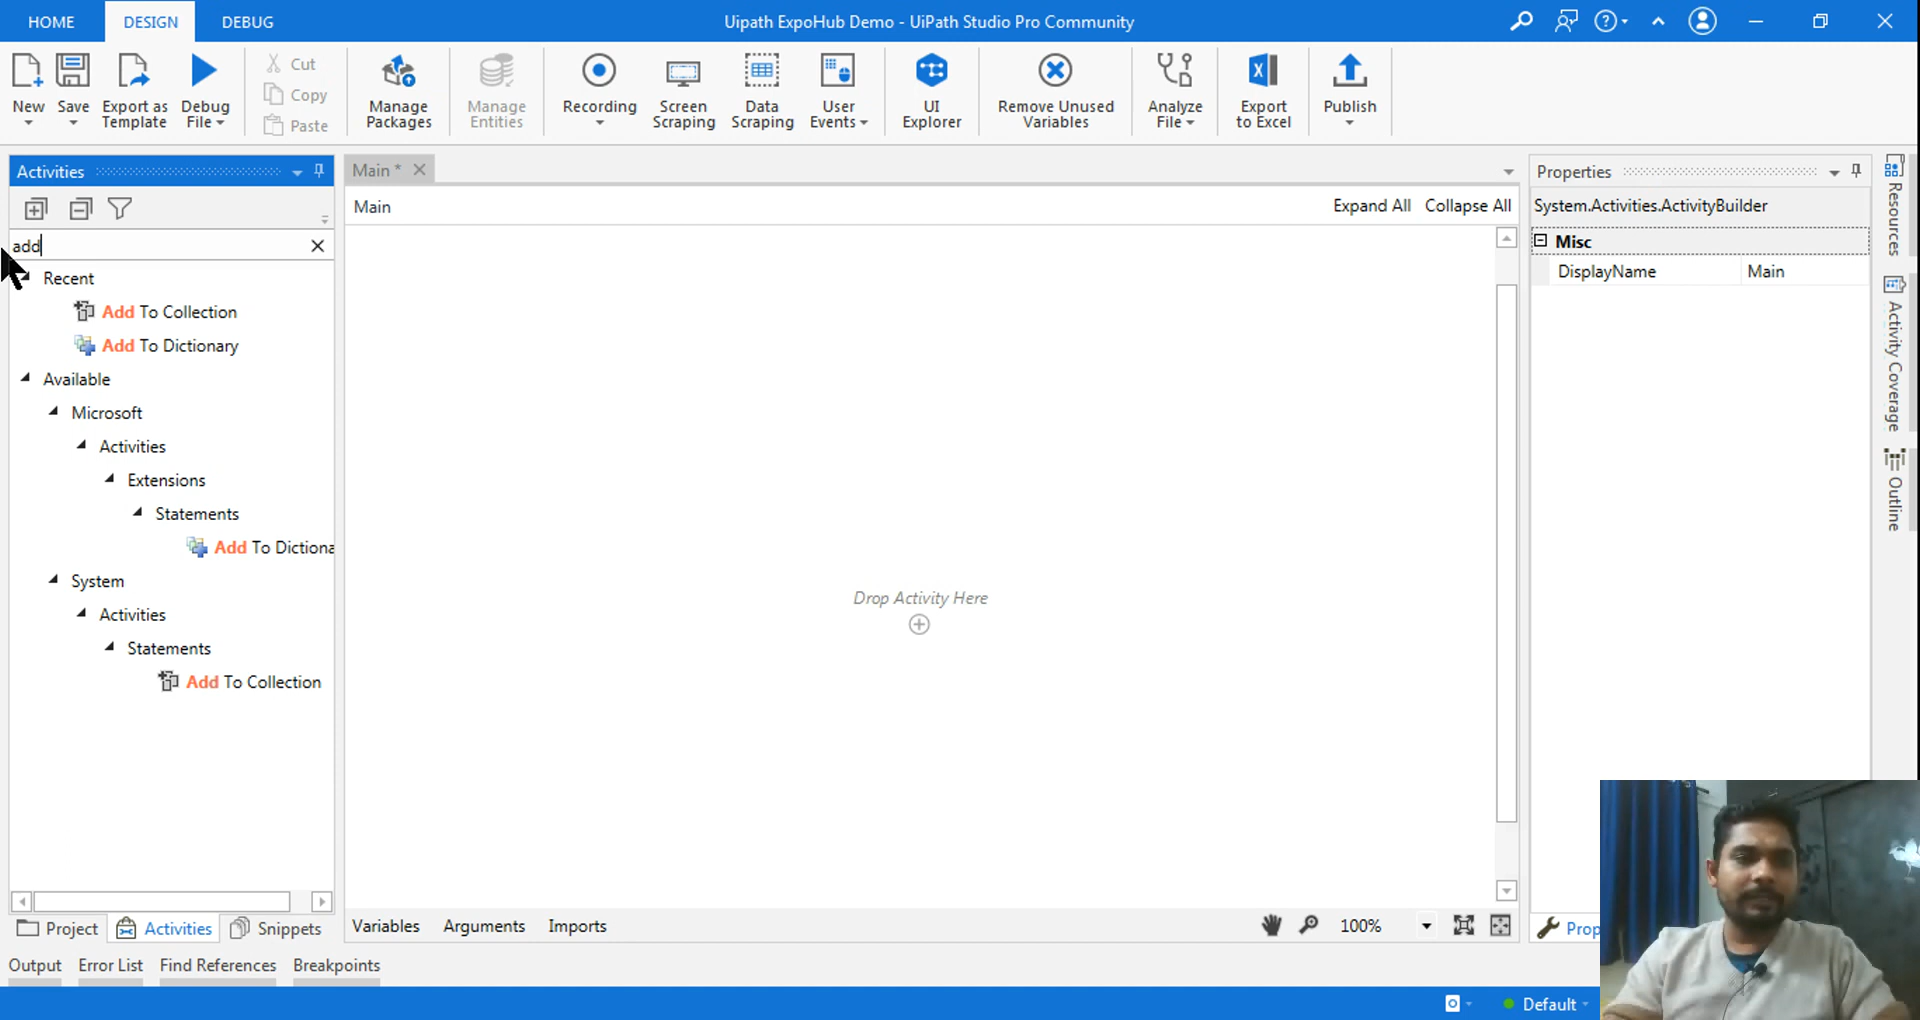 HOME DESIGN DEBUG Uipath ExpoHub Demo - UiPath Studio Pro Community
New Save Export as Template Debug File Cut Copy Paste Manage Packages Manage Entities Recording Screen Scraping Data Scraping User Events UI Explorer Remove Unused Variables Analyze File Export to Excel Publish
Activities
add
Recent
Add To Collection
Add To Dictionary
Available
Microsoft
Activities
Extensions
Statements
Add To Dictiona
System
Activities
Statements
Add To Collection
Project Activities Snippets
Main *
Main Expand All Collapse All
Drop Activity Here
Variables Arguments Imports 100%
Properties
System.Activities.ActivityBuilder
Misc
DisplayName Main
Prop
Resources
Activity Coverage
Outline
Output Error List Find References Breakpoints
Default